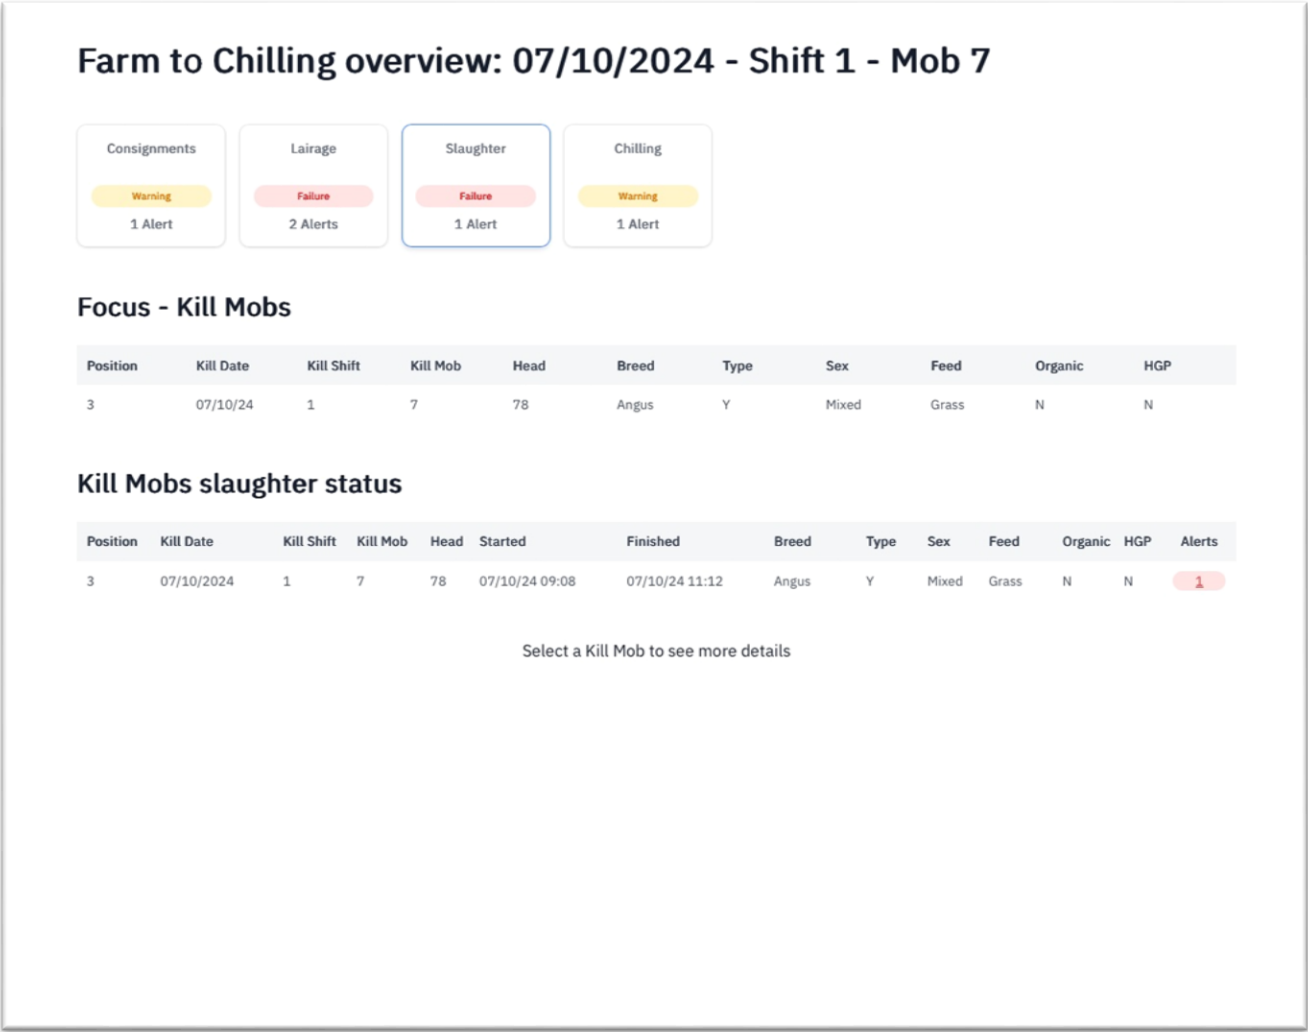 Farm to Chilling overview: 07/10/2024 - Shift 1 - Mob 7
Consignments Lairage Slaughter Chilling
Warning Failure Failure Warning
1 Alert 2 Alerts 1 Alert 1 Alert
Focus - Kill Mobs
Position Kill Date Kill Shift Kill Mob Head Breed Type Sex Feed Organic HGP
3 07/10/24 1 7 78 Angus Y Mixed Grass N N
Kill Mobs slaughter status
Position Kill Date Kill Shift Kill Mob Head Started Finished Breed Type Sex Feed Organic HGP Alerts
3 07/10/2024 1 7 78 07/10/24 09:08 07/10/24 11:12 Angus Y Mixed Grass N N 1
Select a Kill Mob to see more details